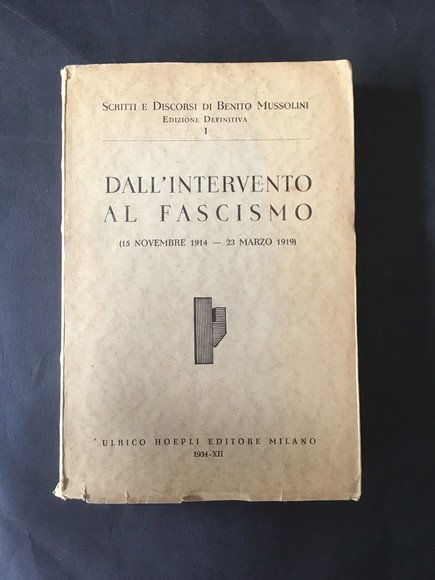 Scritti e Discorsi di Benito Mussolini
Edizione Definitiva
I
DALL'INTERVENTO
AL FASCISMO
(15 NOVEMBRE 1914 — 23 MARZO 1919)
ULRICO HOEPLI EDITORE MILANO
1934-XII